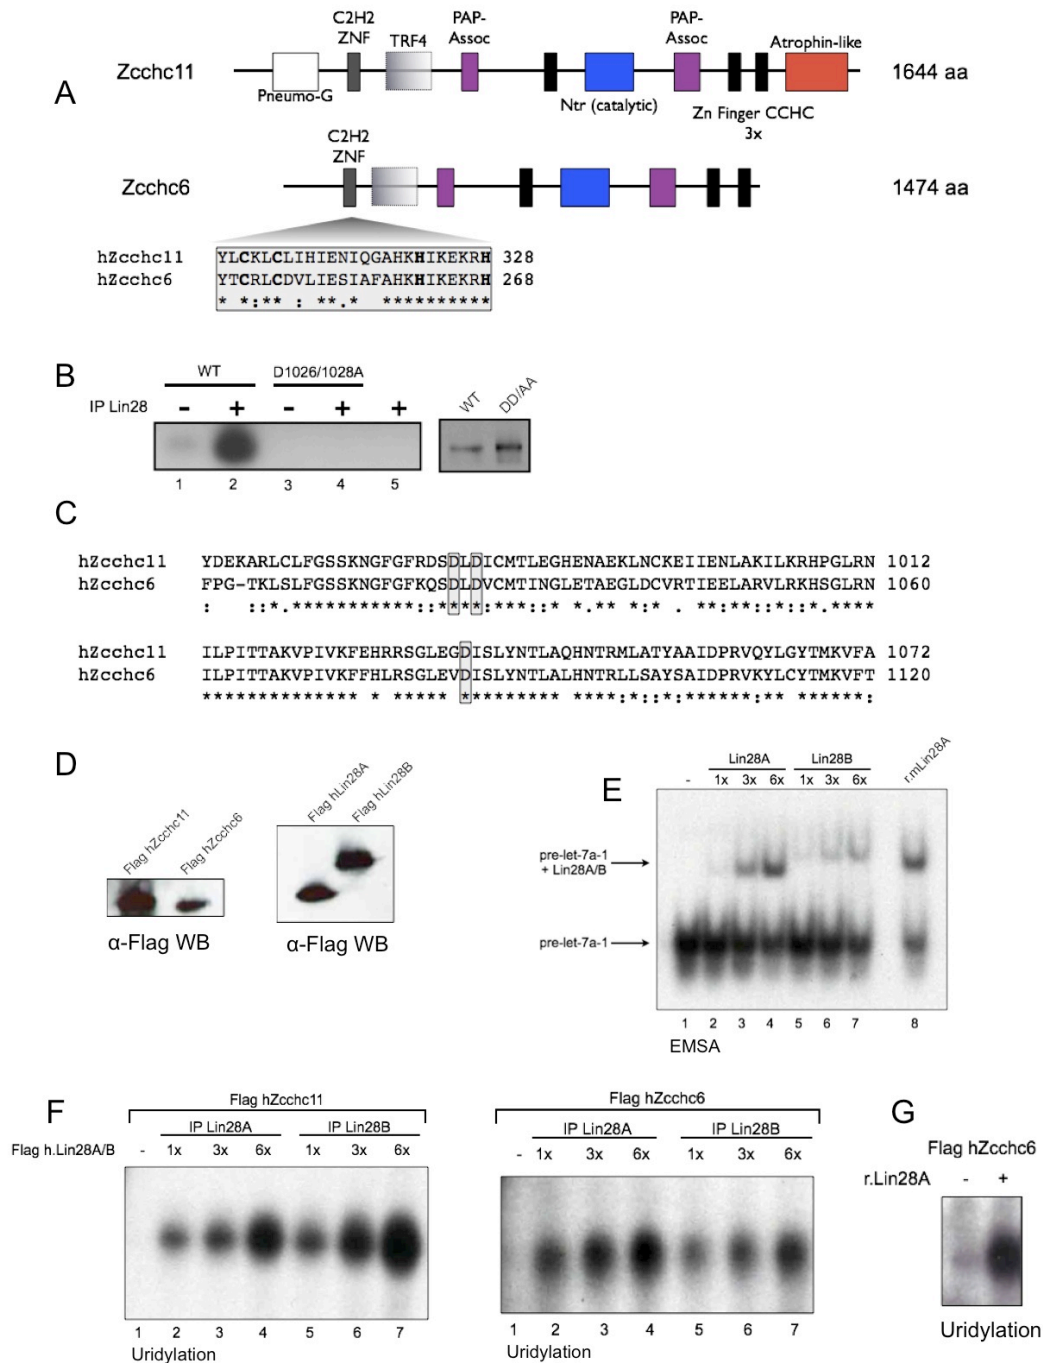 A
C2H2
ZNF
TRF4
PAP-
Assoc
PAP-
Assoc
Atrophin-like
Zcchc11
1644 aa
Pneumo-G
Ntr (catalytic)
Zn Finger CCHC
3x
C2H2
ZNF
Zcchc6
1474 aa
hZcchc11 YLCKLCLIHIENIQGAHKHIKEKRH 328
hZcchc6 YTCRLCDVLIESIAFAHKHIKEKRH 268
* *:** : **.* **********
B
WT D1026/1028A
IP Lin28 - + - + +
1 2 3 4 5
WT DD/AA
C
hZcchc11 YDEKARLCLFGSSKNGFGFRDSDLDICMTLEGHENAEKLNCKEIIENLAKILKRHPGLRN 1012
hZcchc6 FPG-TKLSLFGSSKNGFGFKQSDLDVCMTINGLETAEGLDCVRTIEELARVLRKHSGLRN 1060
: ::*.***********::****:***::* *.** *:* . **:**::*::*.****
hZcchc11 ILPITTAKVPIVKFEHRRSGLEGDISLYNTLAQHNTRMLATYAAIDPRVQYLGYTMKVFA 1072
hZcchc6 ILPITTAKVPIVKFFHLRSGLEVDISLYNTLALHNTRLLSAYSAIDPRVKYLCYTMKVFT 1120
************** * ***** ********* ****:*::*:******:** ******:
D
Flag hZcchc11 Flag hZcchc6
α-Flag WB
Flag hLin28A Flag hLin28B
α-Flag WB
E
Lin28A Lin28B r.mLin28A
- 1x 3x 6x 1x 3x 6x
pre-let-7a-1
+ Lin28A/B
pre-let-7a-1
1 2 3 4 5 6 7 8
EMSA
F
Flag hZcchc11
IP Lin28A IP Lin28B
Flag h.Lin28A/B - 1x 3x 6x 1x 3x 6x
1 2 3 4 5 6 7
Uridylation
Flag hZcchc6
IP Lin28A IP Lin28B
- 1x 3x 6x 1x 3x 6x
1 2 3 4 5 6 7
Uridylation
G
Flag hZcchc6
r.Lin28A - +
Uridylation